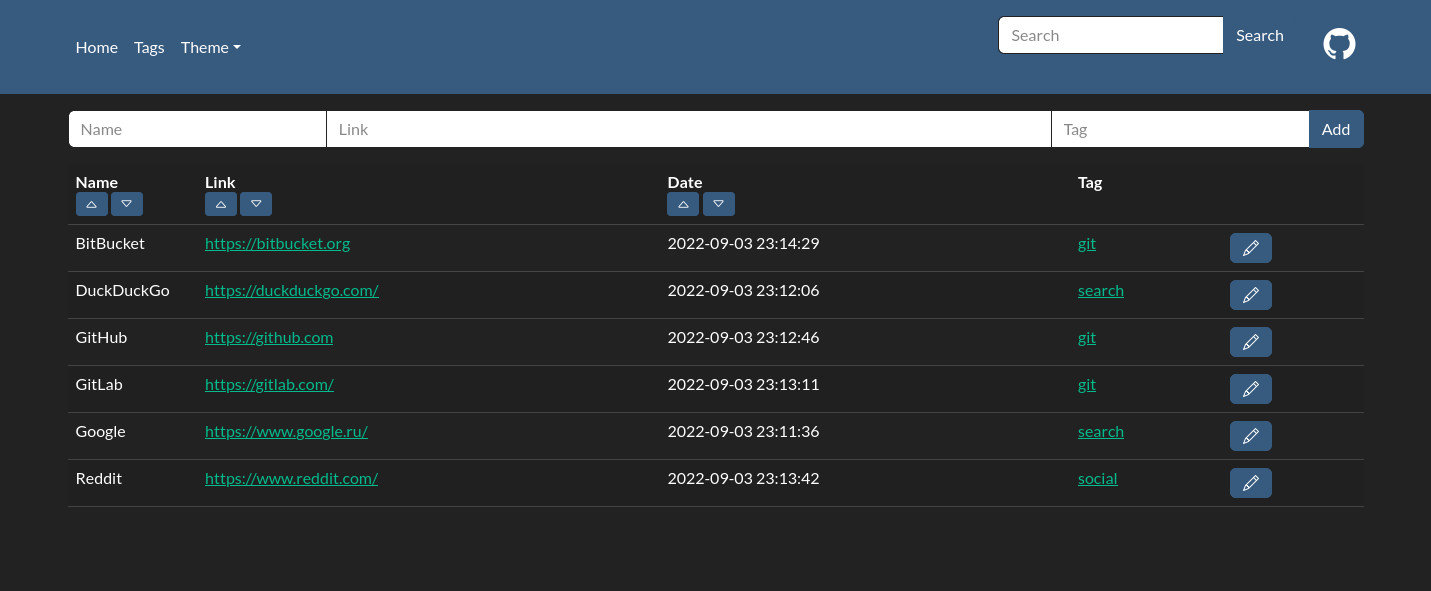 Home Tags Theme Search Search
Name Link Tag Add
Name Link Date Tag
BitBucket https://bitbucket.org 2022-09-03 23:14:29 git
DuckDuckGo https://duckduckgo.com/ 2022-09-03 23:12:06 search
GitHub https://github.com 2022-09-03 23:12:46 git
GitLab https://gitlab.com/ 2022-09-03 23:13:11 git
Google https://www.google.ru/ 2022-09-03 23:11:36 search
Reddit https://www.reddit.com/ 2022-09-03 23:13:42 social